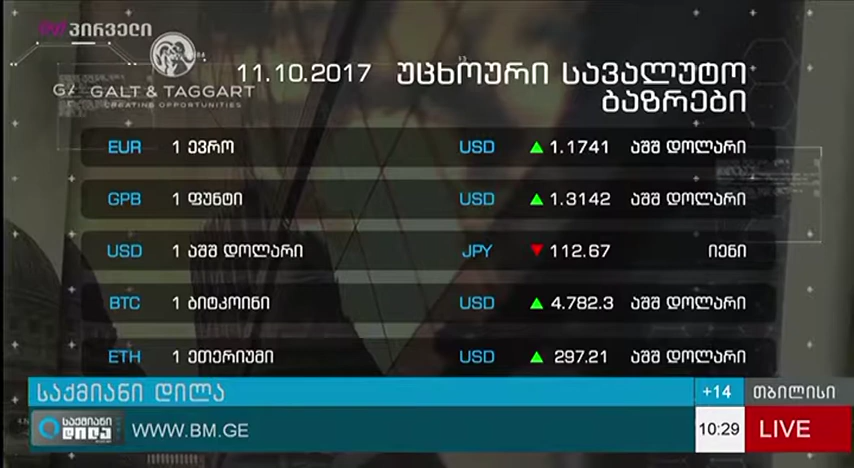 პირველი
GALT & TAGGART
CREATING OPPORTUNITIES
11.10.2017 უცხოური სავალუტო
ბაზრები
EUR 1 ევრო USD 1.1741 აშშ დოლარი
GPB 1 ფუნტი USD 1.3142 აშშ დოლარი
USD 1 აშშ დოლარი JPY 112.67 იენი
BTC 1 ბიტკოინი USD 4.782.3 აშშ დოლარი
ETH 1 ეთერიუმი USD 297.21 აშშ დოლარი
საქმიანი დილა +14 თბილისი
საქმიანი დილა WWW.BM.GE 10:29 LIVE